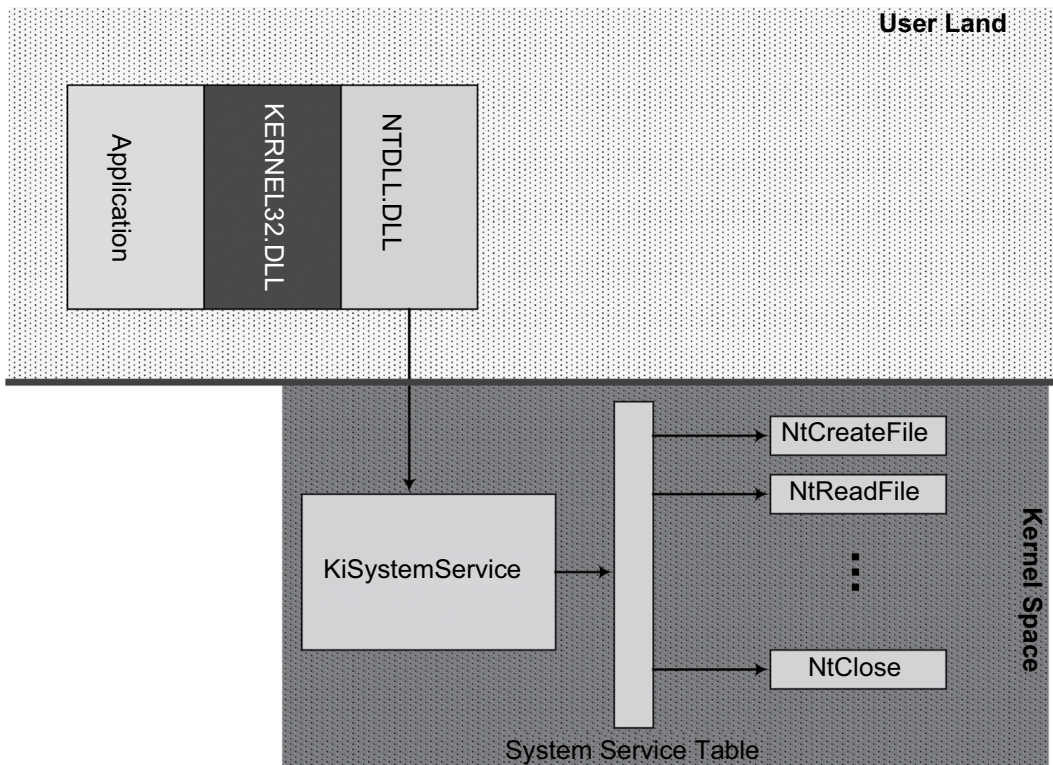 User Land
Application
KERNEL32.DLL
NTDLL.DLL
NtCreateFile
NtReadFile
KiSystemService
...
Kernel Space
NtClose
System Service Table